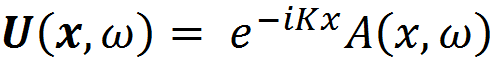 U(x, ω) = e^{-iKx}A(x, ω)